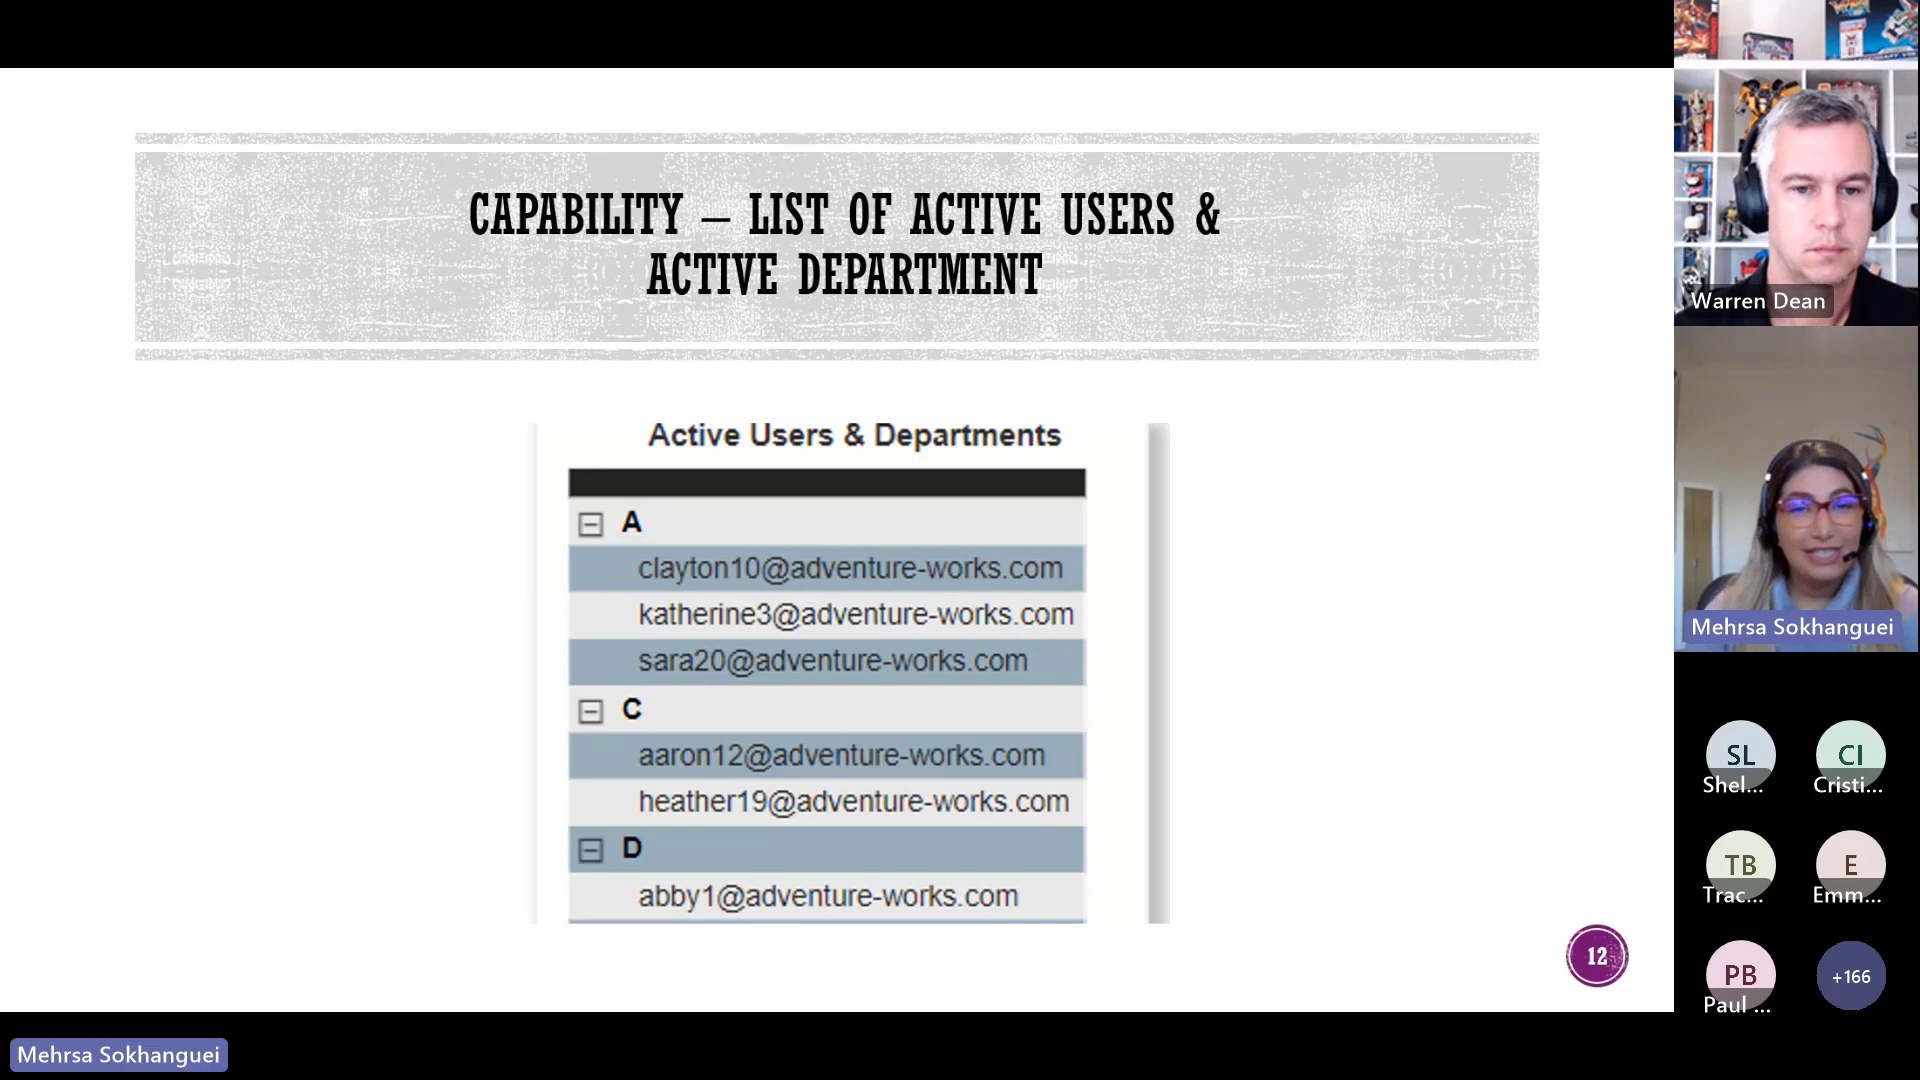 CAPABILITY – LIST OF ACTIVE USERS &
ACTIVE DEPARTMENT
Active Users & Departments
A
clayton10@adventure-works.com
katherine3@adventure-works.com
sara20@adventure-works.com
C
aaron12@adventure-works.com
heather19@adventure-works.com
D
abby1@adventure-works.com
12
Warren Dean
Mehrsa Sokhanguei
SL
Shel...
CI
Cristi...
TB
Trac...
E
Emm...
PB
Paul ...
+166
Mehrsa Sokhanguei